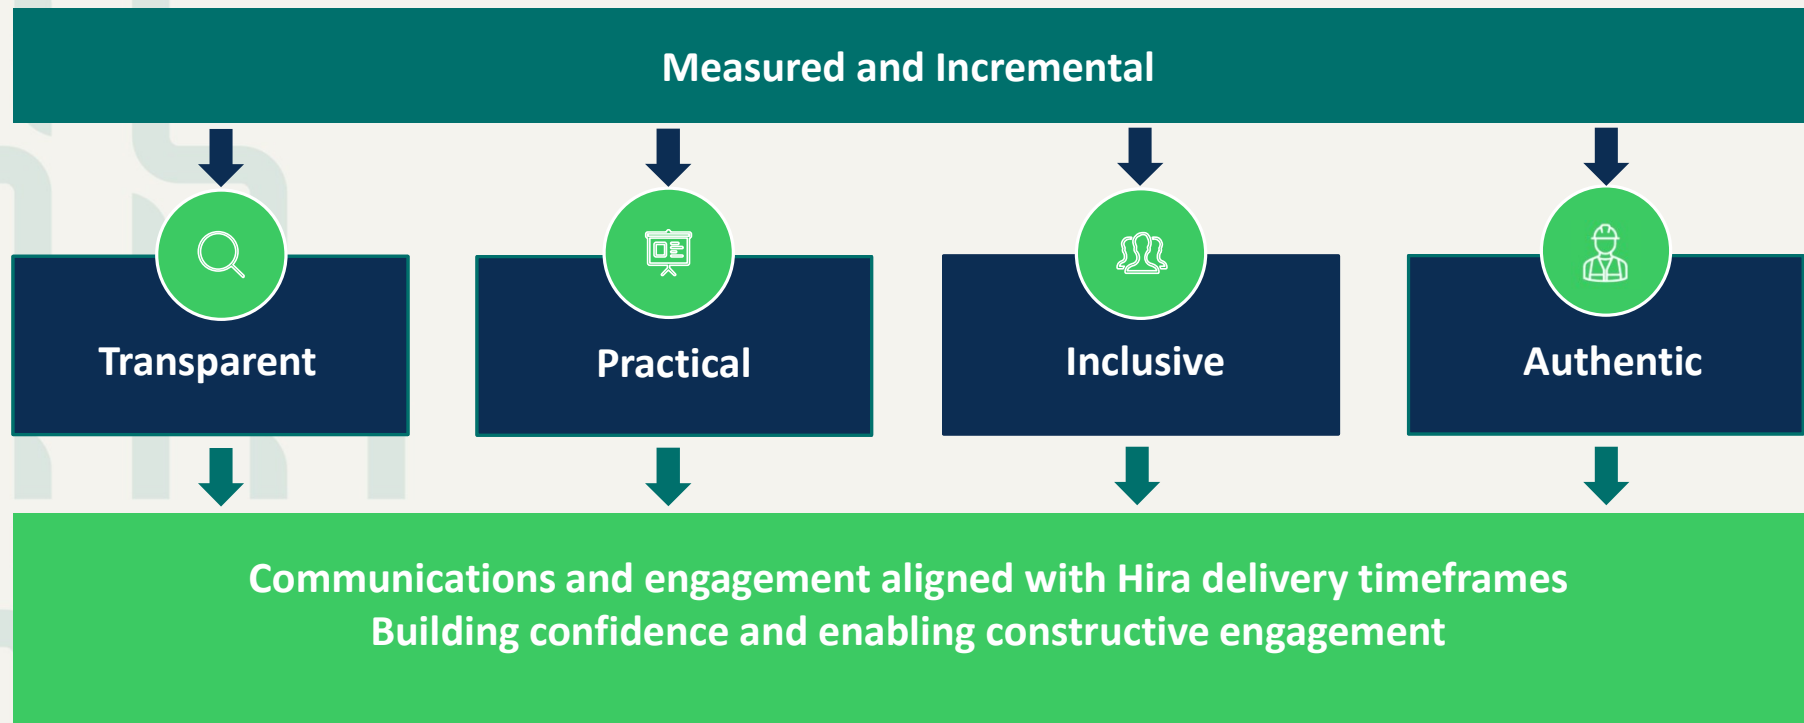 Measured and Incremental
Transparent
Practical
Inclusive
Authentic
Communications and engagement aligned with Hira delivery timeframes
Building confidence and enabling constructive engagement